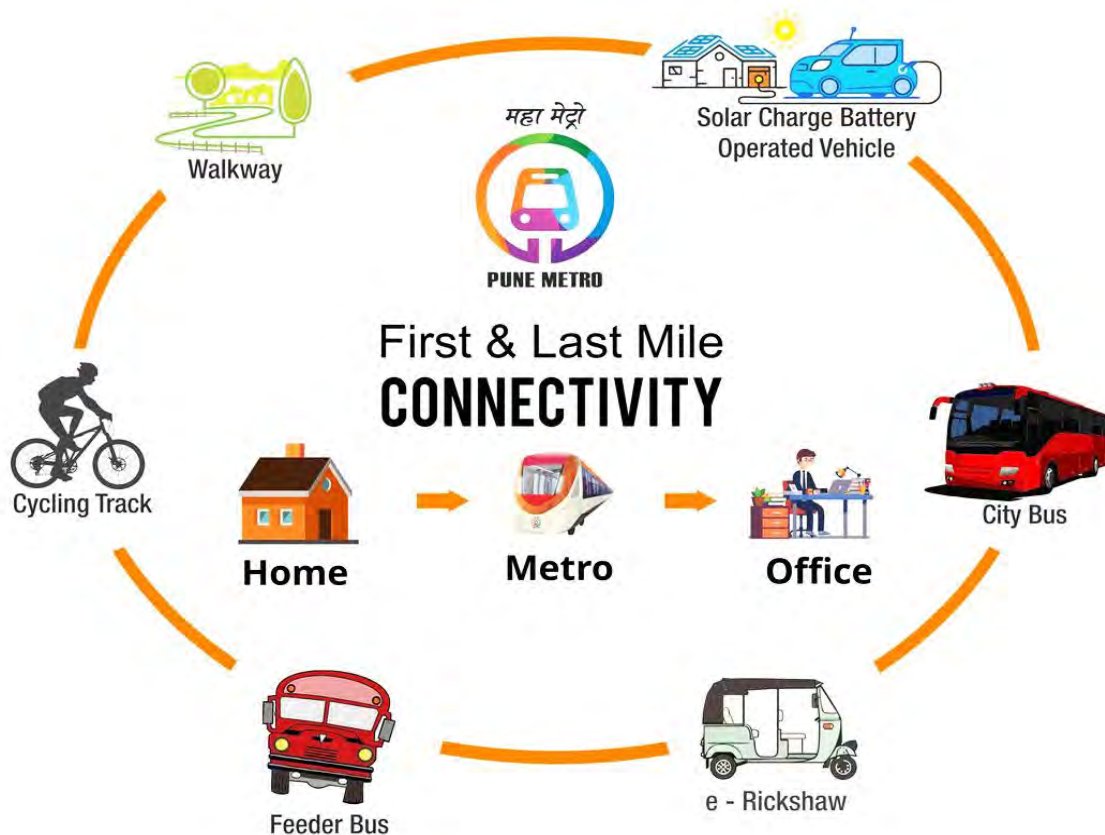 Walkway
Solar Charge Battery
Operated Vehicle
महा मेट्रो
PUNE METRO
First & Last Mile
CONNECTIVITY
Cycling Track
City Bus
Home
Metro
Office
Feeder Bus
e - Rickshaw